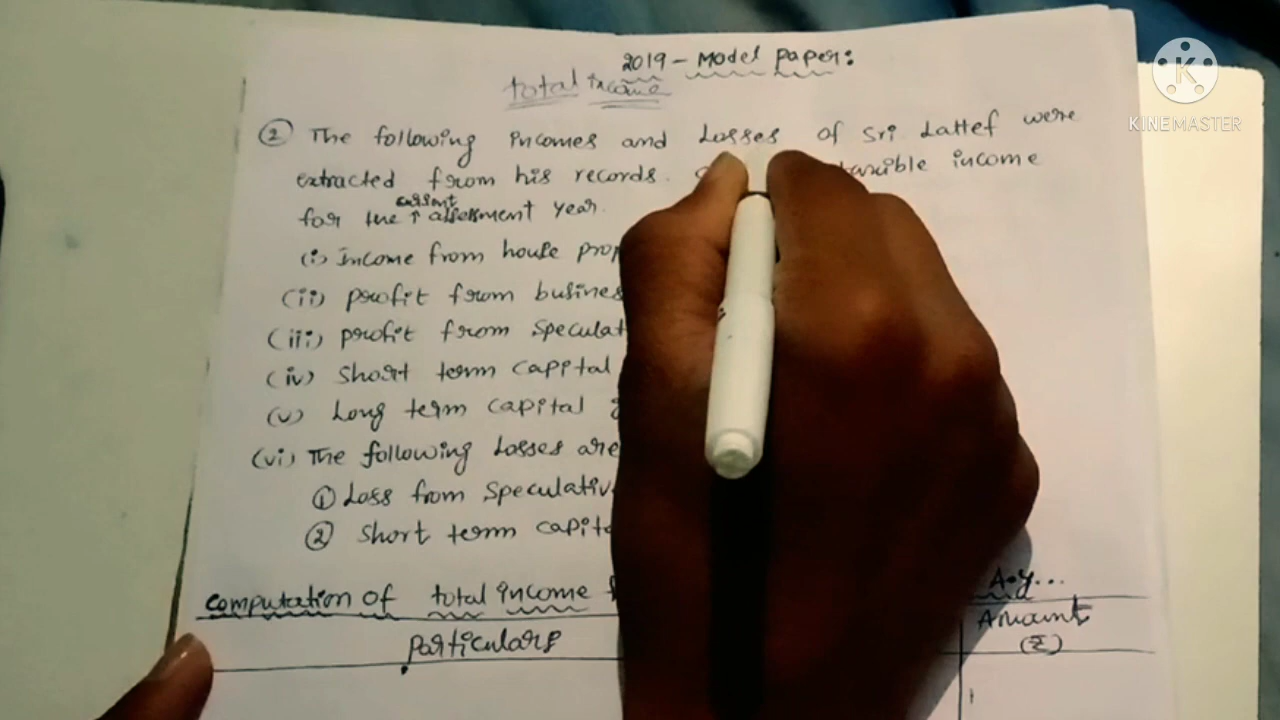 2019 - Model Paper:
total income
② The following incomes and Losses of Sri. Lattef were
extracted from his records. taxible income
for the ↑ current assessment year.
(i) Income from house prop
(ii) profit from busines
(iii) profit from Speculat
(iv) Short term capital
(v) Long term capital
(vi) The following Losses are
① Loss from Speculativ
② Short term capita
computation of total income
A.y...
particulars
Amount
(₹)
KINEMASTER